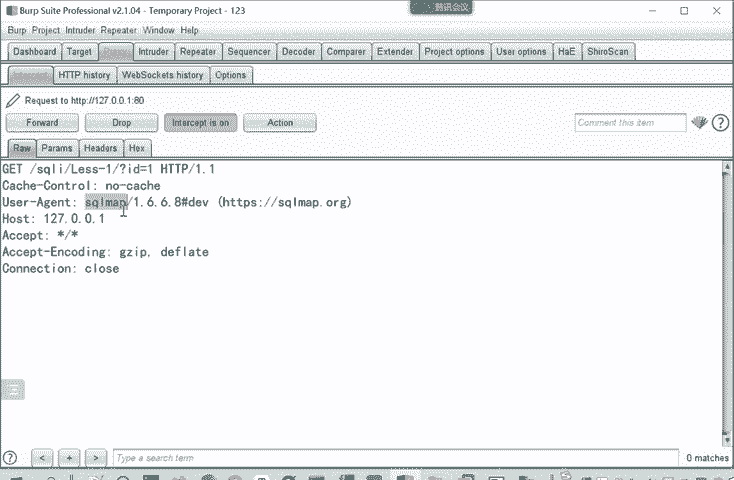 Burp Suite Professional v2.1.04 - Temporary Project - 123
腾讯会议
Burp Project Intruder Repeater Window Help
Dashboard Target Intruder Repeater Sequencer Decoder Comparer Extender Project options User options HaE ShiroScan
HTTP history WebSockets history Options
Request to http://127.0.0.1:80
Forward Drop Intercept is on Action Comment this item
Raw Params Headers Hex
GET /sqli/Less-1/?id=1 HTTP/1.1
Cache-Control: no-cache
User-Agent: sqlmap/1.6.6.8#dev (https://sqlmap.org)
Host: 127.0.0.1
Accept: */*
Accept-Encoding: gzip, deflate
Connection: close
? < + > Type a search term 0 matches